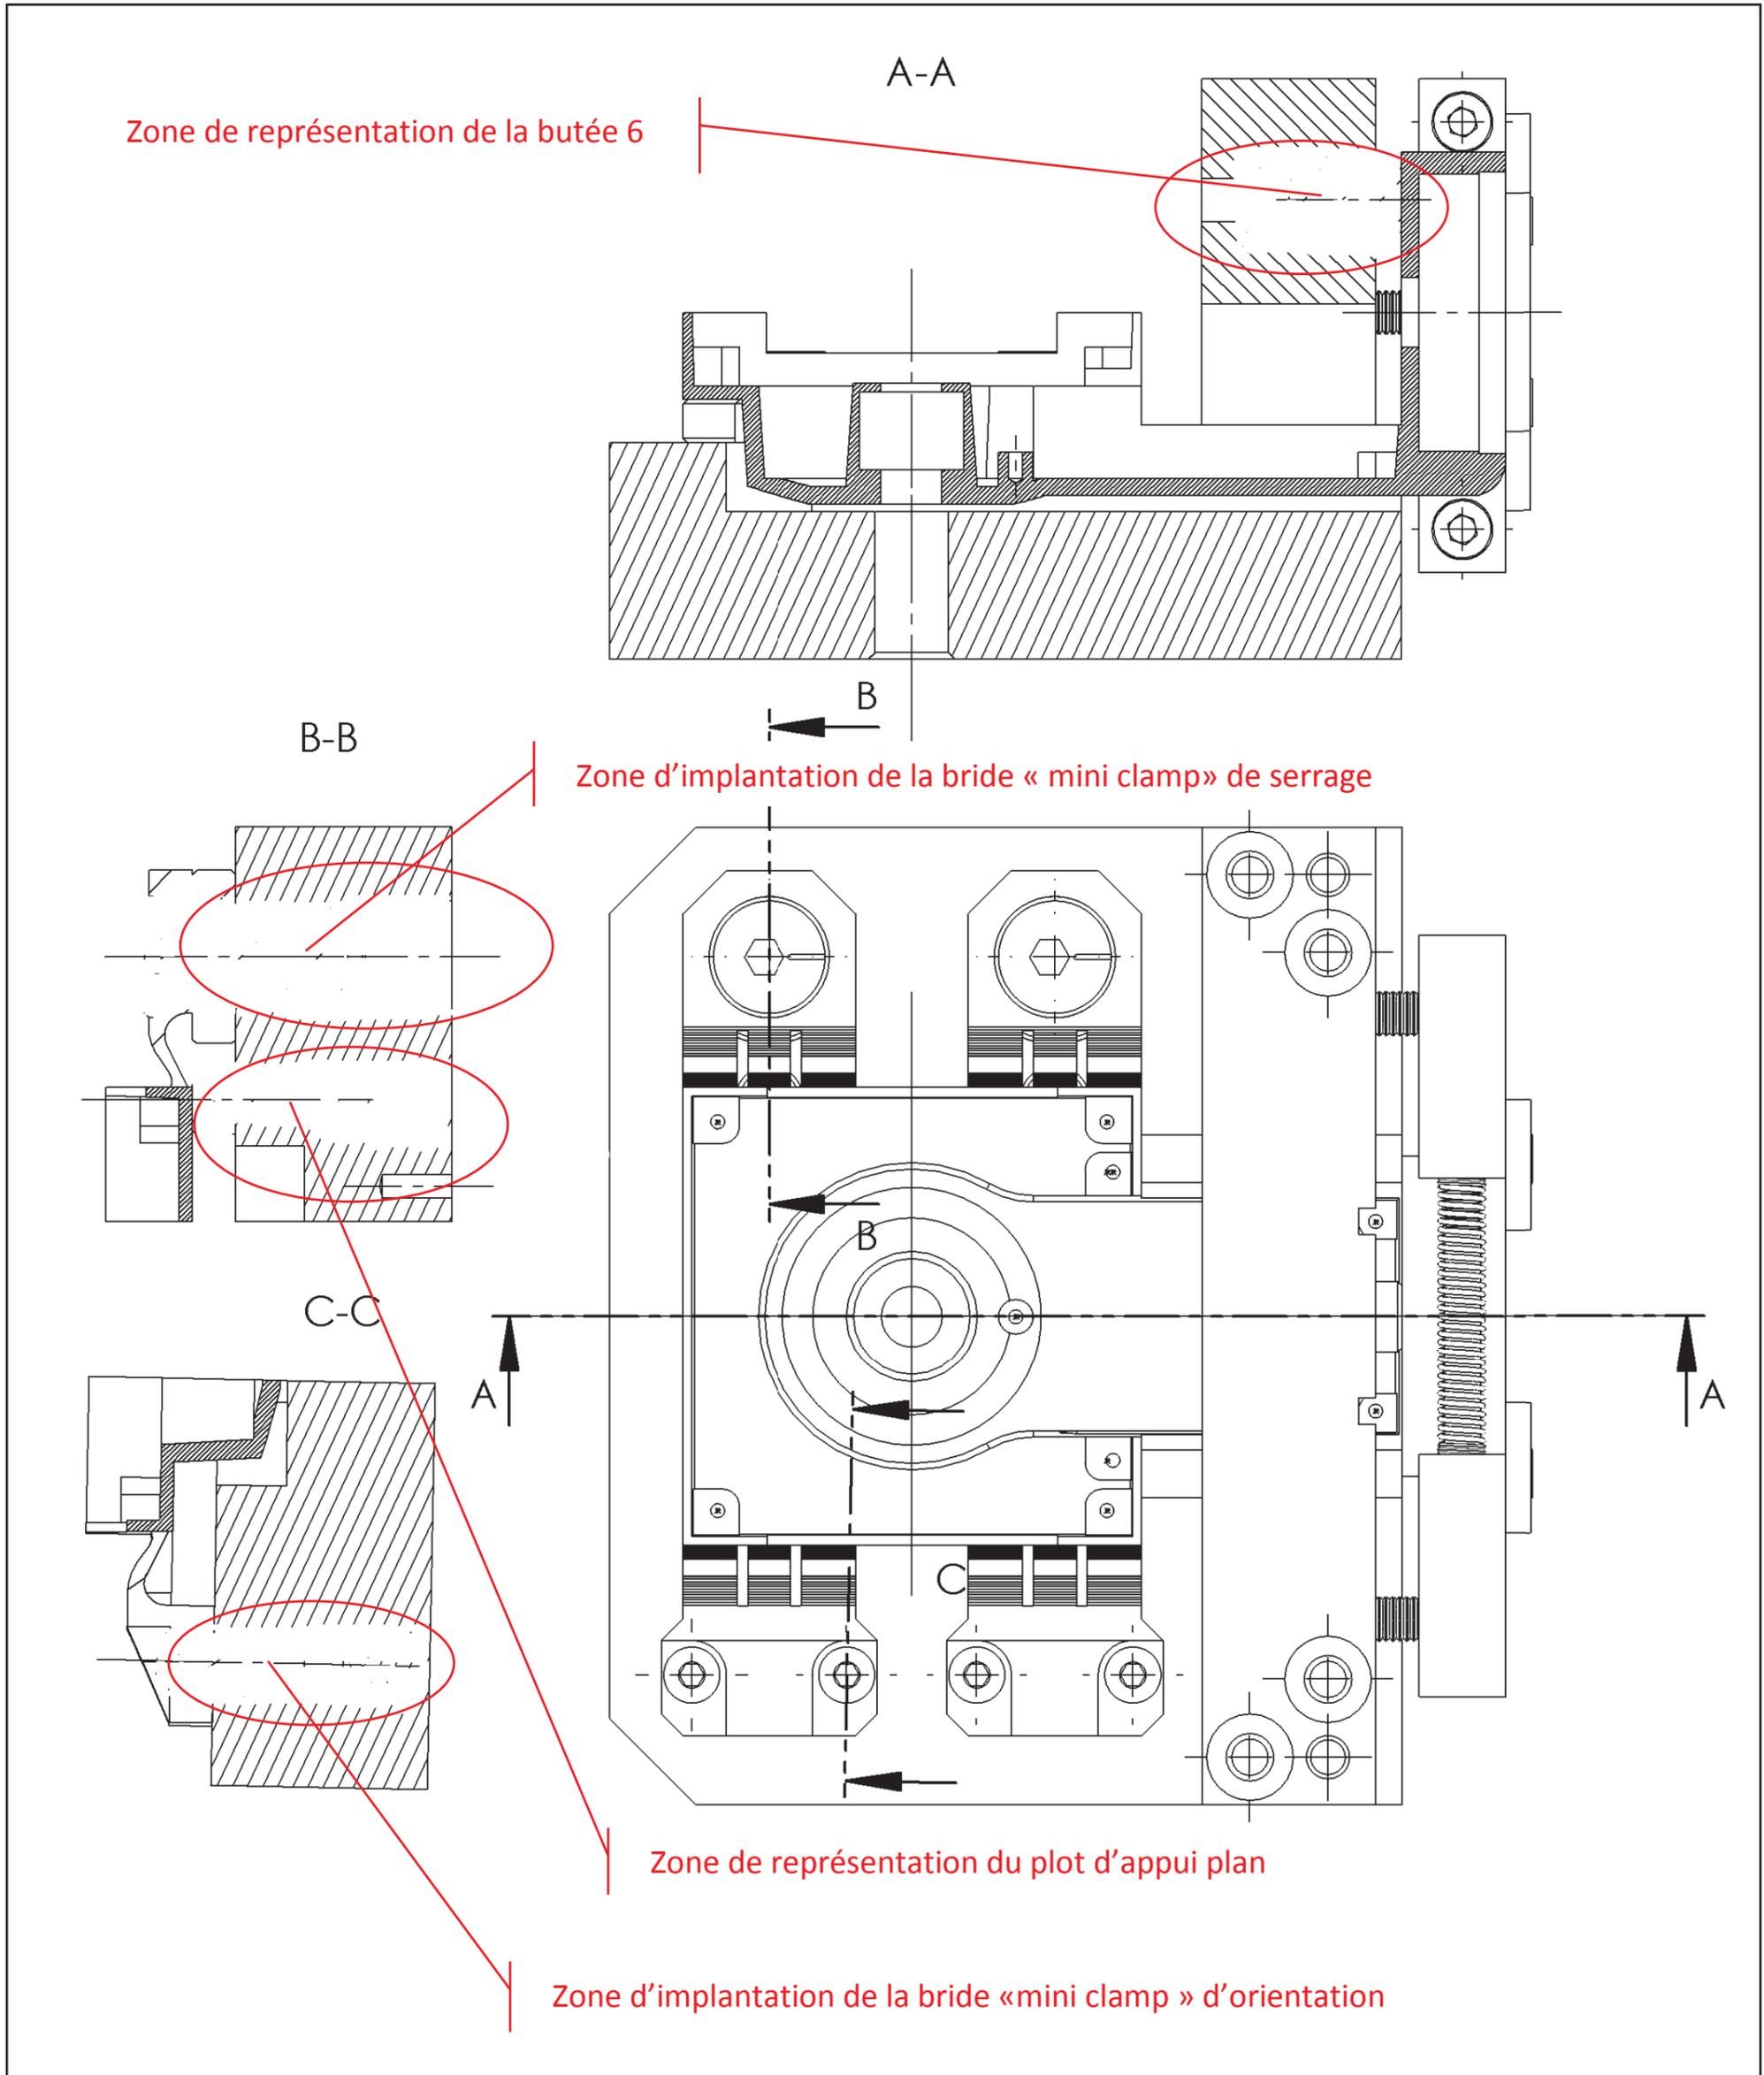 A-A
Zone de représentation de la butée 6
B
B-B
Zone d’implantation de la bride « mini clamp» de serrage
B
C-C
A
A
C
Zone de représentation du plot d’appui plan
Zone d’implantation de la bride «mini clamp » d’orientation